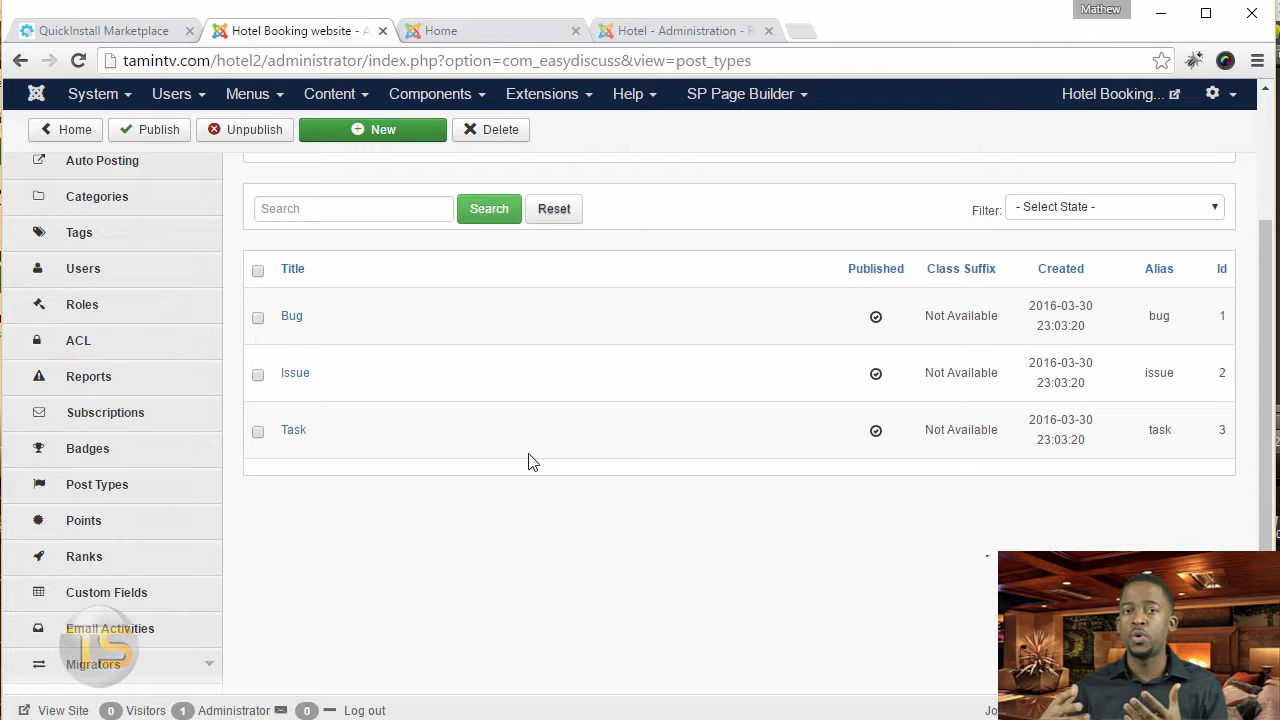 Mathew
QuickInstall Marketplace
Hotel Booking website - A
Home
Hotel - Administration - R
tamintv.com/hotel2/administrator/index.php?option=com_easydiscuss&view=post_types
System Users Menus Content Components Extensions Help SP Page Builder Hotel Booking...
Home Publish Unpublish New Delete
Auto Posting
Categories
Tags
Users
Roles
ACL
Reports
Subscriptions
Badges
Post Types
Points
Ranks
Custom Fields
Email Activities
Migrators
TS
Search Search Reset Filter: - Select State -
Title Published Class Suffix Created Alias Id
Bug Not Available 2016-03-30 23:03:20 bug 1
Issue Not Available 2016-03-30 23:03:20 issue 2
Task Not Available 2016-03-30 23:03:20 task 3
View Site 0 Visitors 1 Administrator 0 Log out
Jo